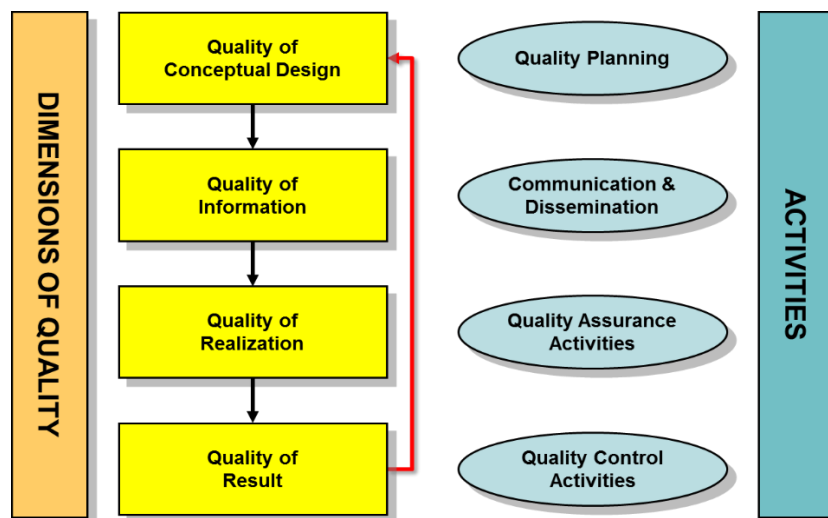 DIMENSIONS OF QUALITY
Quality of
Conceptual Design
Quality Planning
Quality of
Information
Communication &
Dissemination
Quality of
Realization
Quality Assurance
Activities
Quality of
Result
Quality Control
Activities
ACTIVITIES